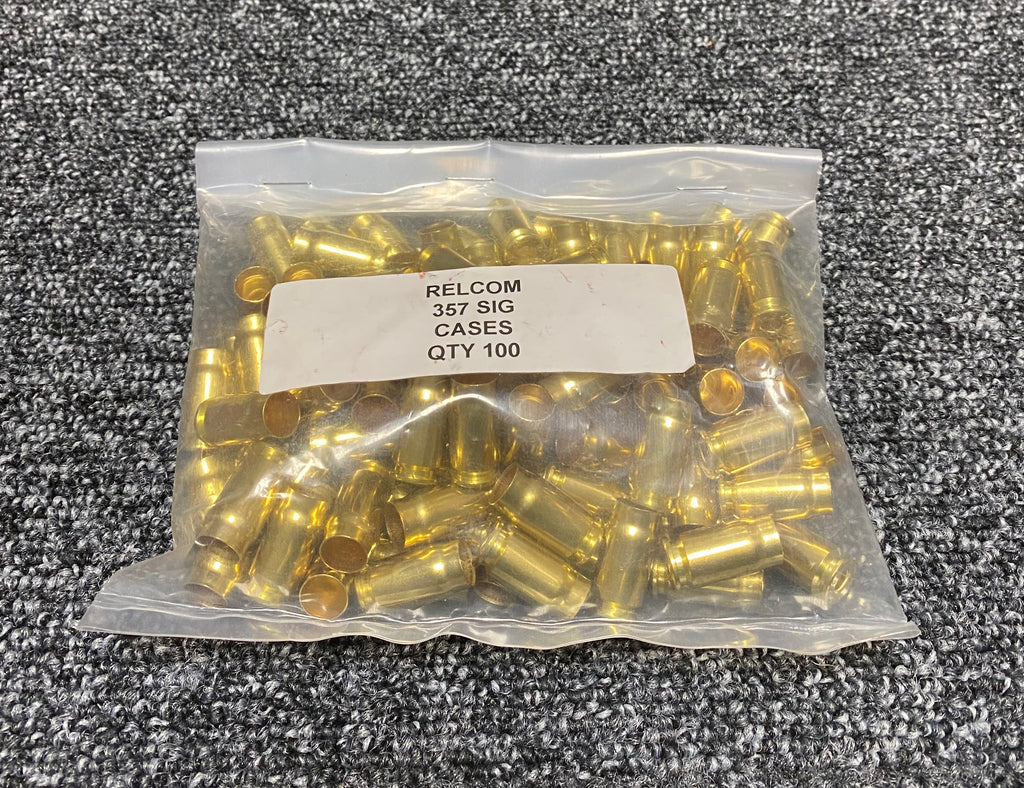 RELCOM
357 SIG
CASES
QTY 100